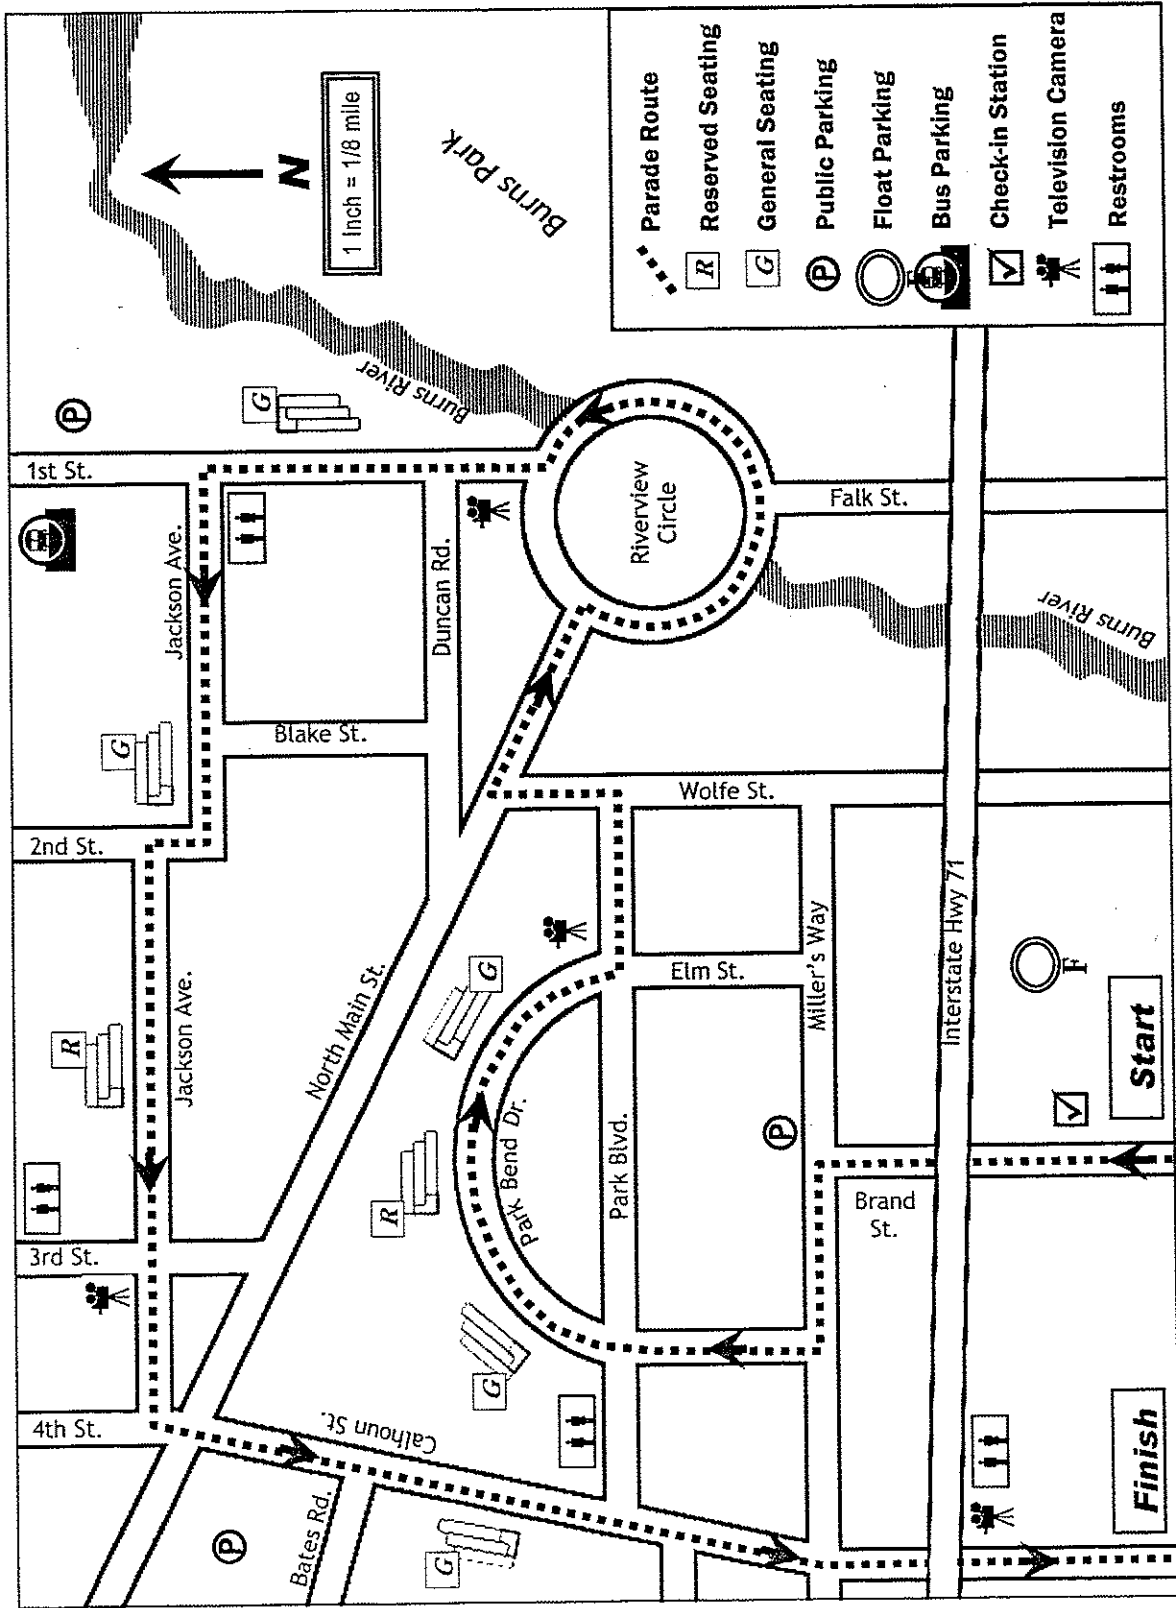 N
1 Inch = 1/8 mile
Burns Park
Parade Route
R Reserved Seating
G General Seating
P Public Parking
F Float Parking
Bus Parking
Check-in Station
Television Camera
Restrooms
P
G
Burns River
1st St.
Jackson Ave.
Duncan Rd.
Riverview
Circle
Falk St.
Burns River
G
Blake St.
2nd St.
Wolfe St.
Jackson Ave.
R
North Main St.
G
Elm St.
Miller's Way
Interstate Hwy 71
F
Start
R
Park Bend Dr.
Park Blvd.
P
Brand
St.
3rd St.
G
4th St.
Calhoun St.
Finish
P
Bates Rd.
G